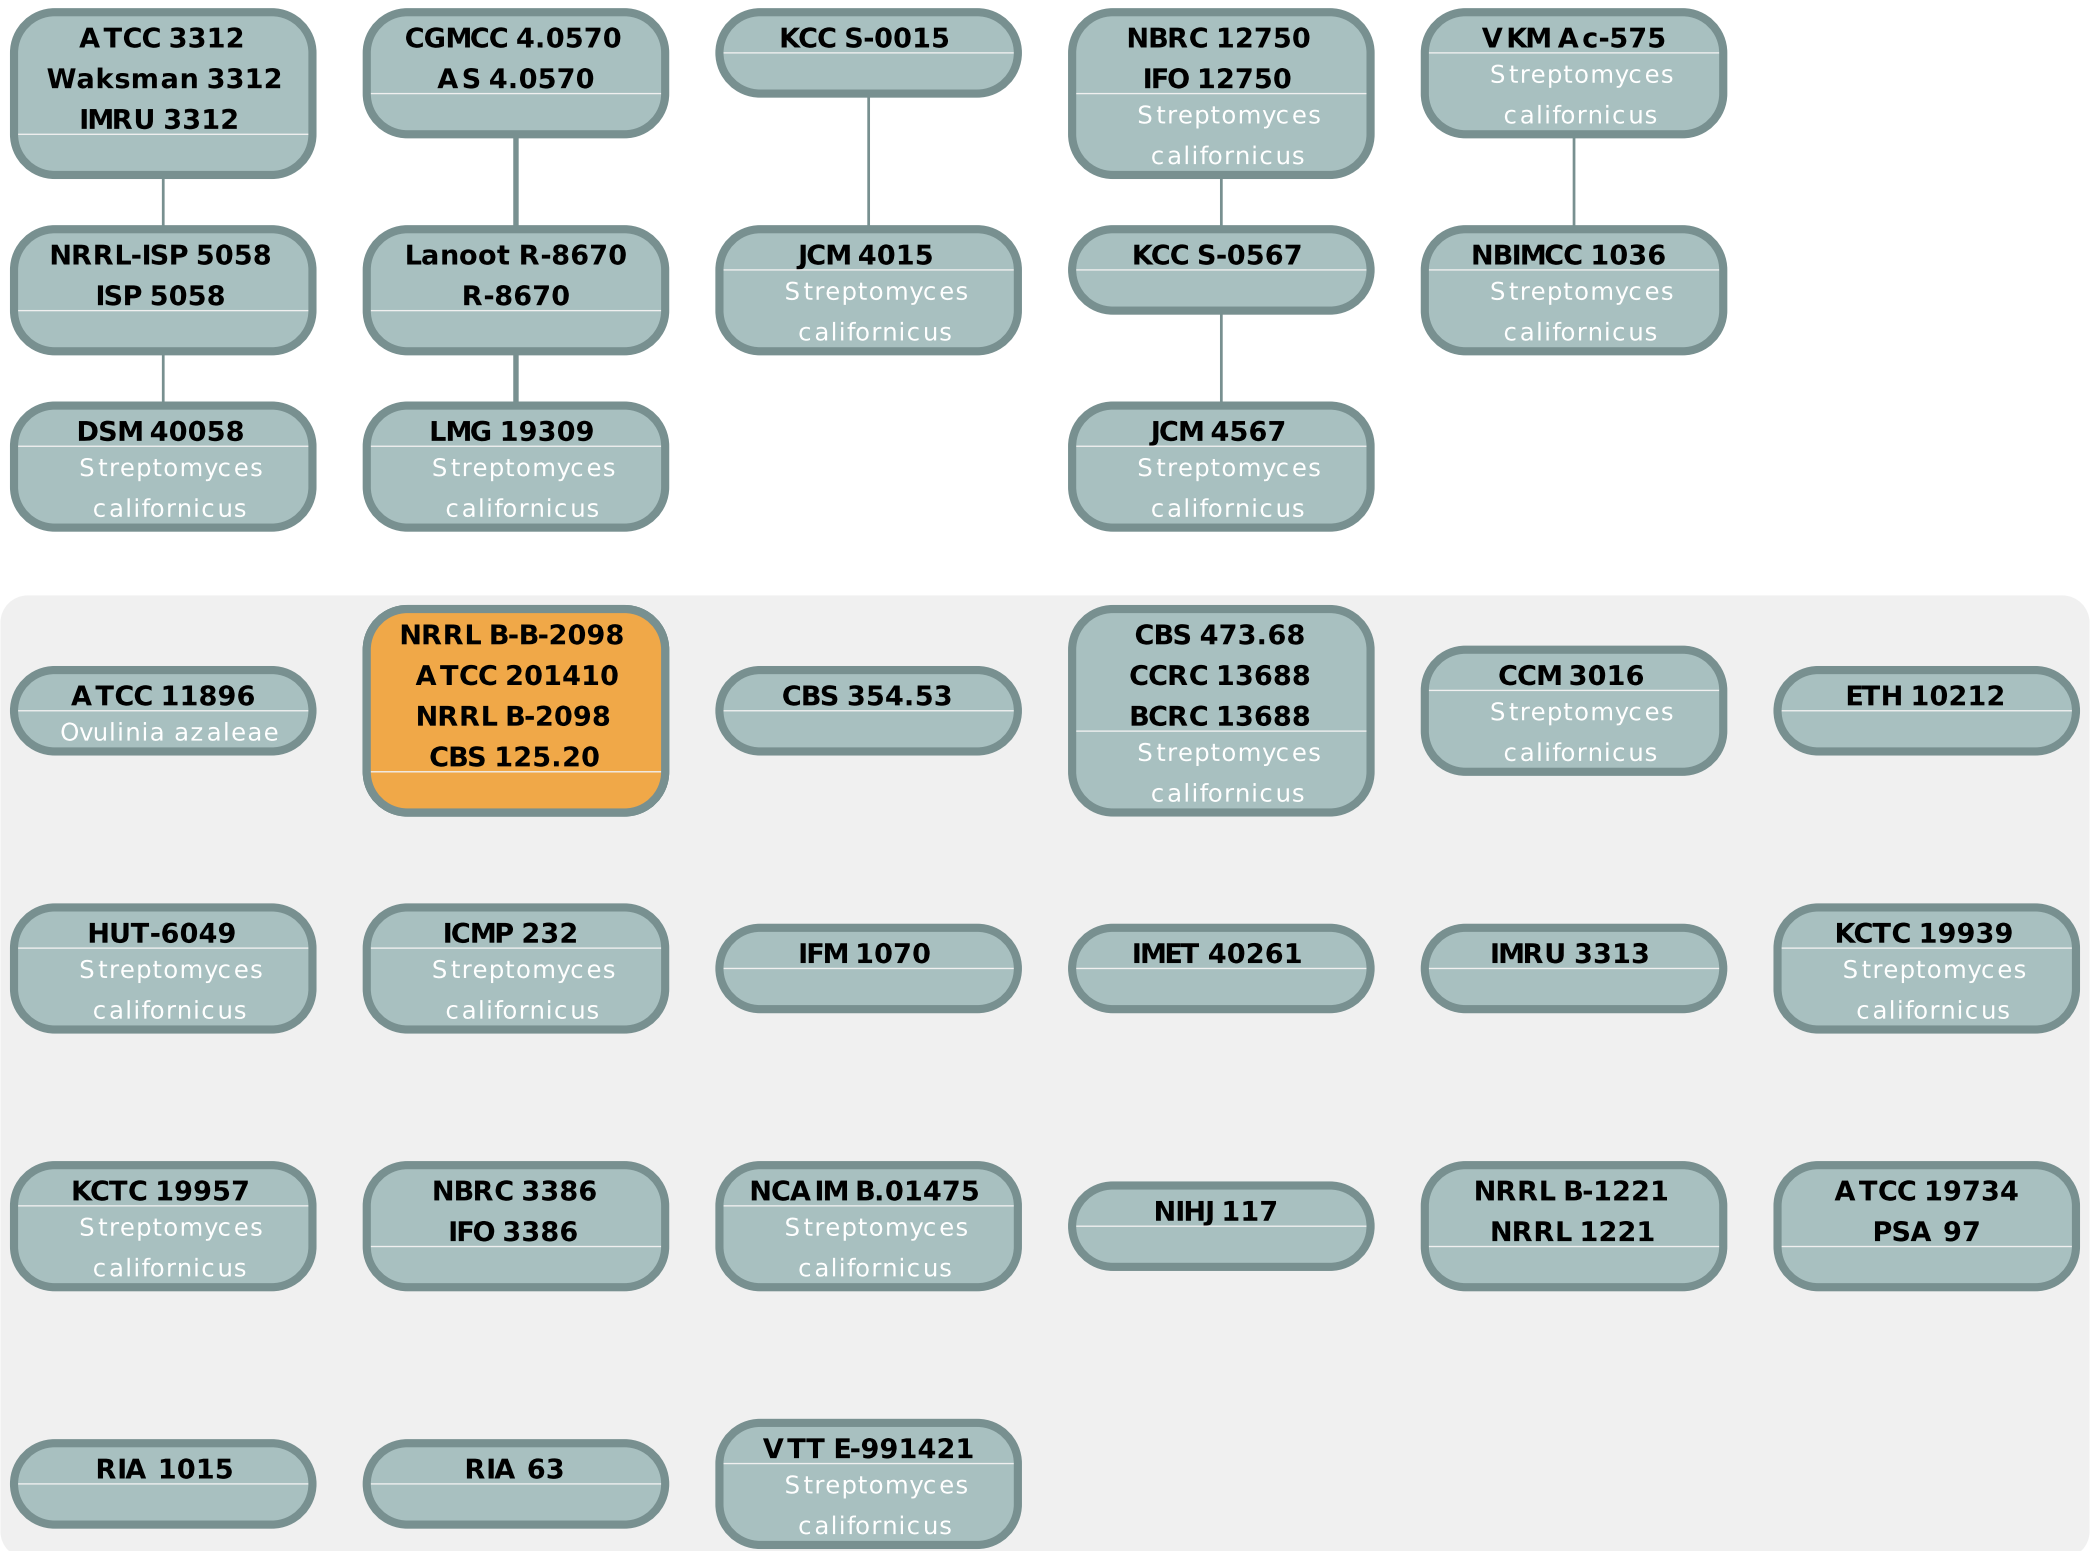 ATCC 3312
Waksman 3312
IMRU 3312
CGMCC 4.0570
AS 4.0570
KCC S-0015
NBRC 12750
IFO 12750
Streptomyces
californicus
VKM Ac-575
Streptomyces
californicus
NRRL-ISP 5058
ISP 5058
Lanoot R-8670
R-8670
JCM 4015
Streptomyces
californicus
KCC S-0567
NBIMCC 1036
Streptomyces
californicus
DSM 40058
Streptomyces
californicus
LMG 19309
Streptomyces
californicus
JCM 4567
Streptomyces
californicus
ATCC 11896
Ovulinia azaleae
NRRL B-B-2098
ATCC 201410
NRRL B-2098
CBS 125.20
CBS 354.53
CBS 473.68
CCRC 13688
BCRC 13688
Streptomyces
californicus
CCM 3016
Streptomyces
californicus
ETH 10212
HUT-6049
Streptomyces
californicus
ICMP 232
Streptomyces
californicus
IFM 1070
IMET 40261
IMRU 3313
KCTC 19939
Streptomyces
californicus
KCTC 19957
Streptomyces
californicus
NBRC 3386
IFO 3386
NCAIM B.01475
Streptomyces
californicus
NIHJ 117
NRRL B-1221
NRRL 1221
ATCC 19734
PSA 97
RIA 1015
RIA 63
VTT E-991421
Streptomyces
californicus